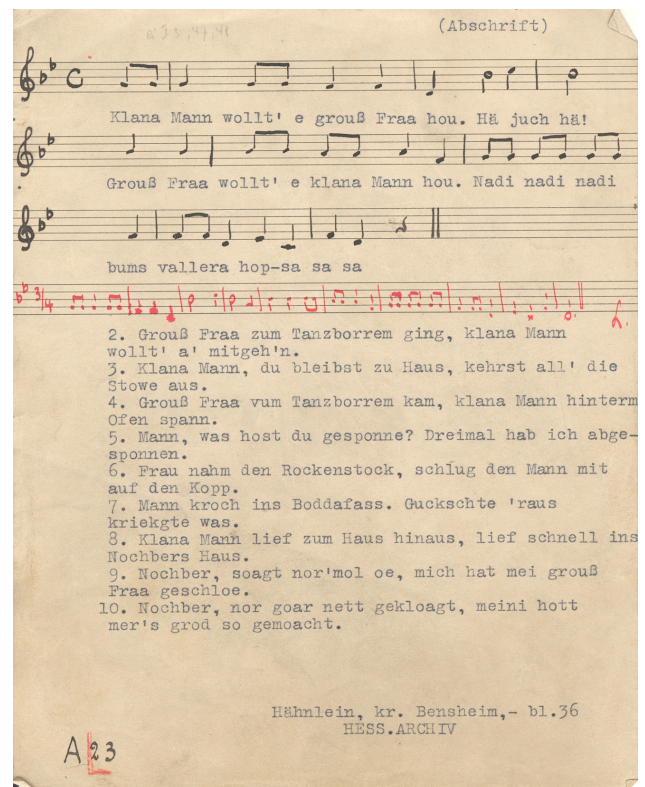 (Abschrift)
Klana Mann wollt' e grouß Fraa hou. Hä juch hä!
Grouß Fraa wollt' e klana Mann hou. Nadi nadi nadi
bums vallera hop-sa sa sa
3/4
2. Grouß Fraa zum Tanzborrem ging, klana Mann
wollt' a' mitgeh'n.
3. Klana Mann, du bleibst zu Haus, kehrst all' die
Stowe aus.
4. Grouß Fraa vum Tanzborrem kam, klana Mann hinterm
Ofen spann.
5. Mann, was host du gesponne? Dreimal hab ich abge-
sponnen.
6. Frau nahm den Rockenstock, schlug den Mann mit
auf den Kopp.
7. Mann kroch ins Boddafass. Guckschte 'raus
kriekgte was.
8. Klana Mann lief zum Haus hinaus, lief schnell ins
Nochbers Haus.
9. Nochber, soagt nor'mol oe, mich hat mei grouß
Fraa geschloe.
10. Nochber, nor goar nett gekloagt, meini hott
mer's grod so gemoacht.
Hähnlein, kr. Bensheim,- bl.36
HESS.ARCHIV
A 23